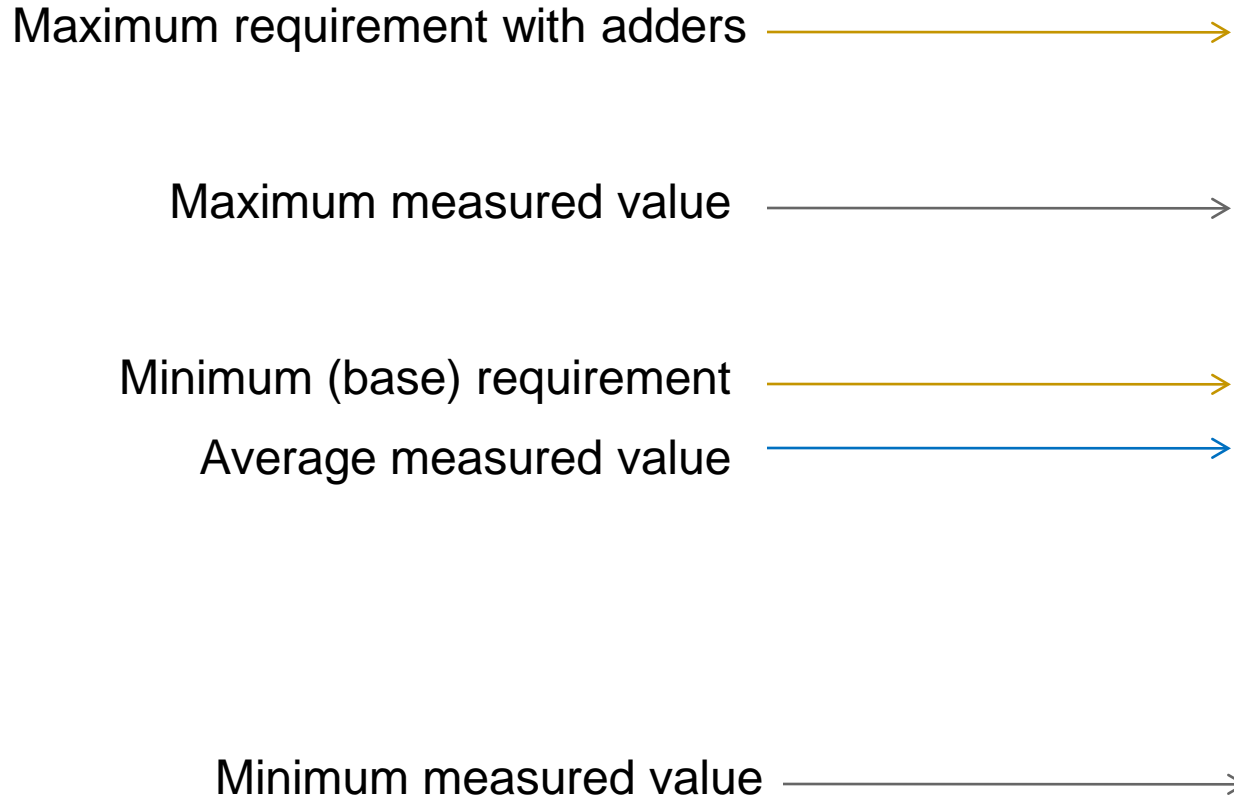 Maximum requirement with adders
Maximum measured value
Minimum (base) requirement
Average measured value
Minimum measured value